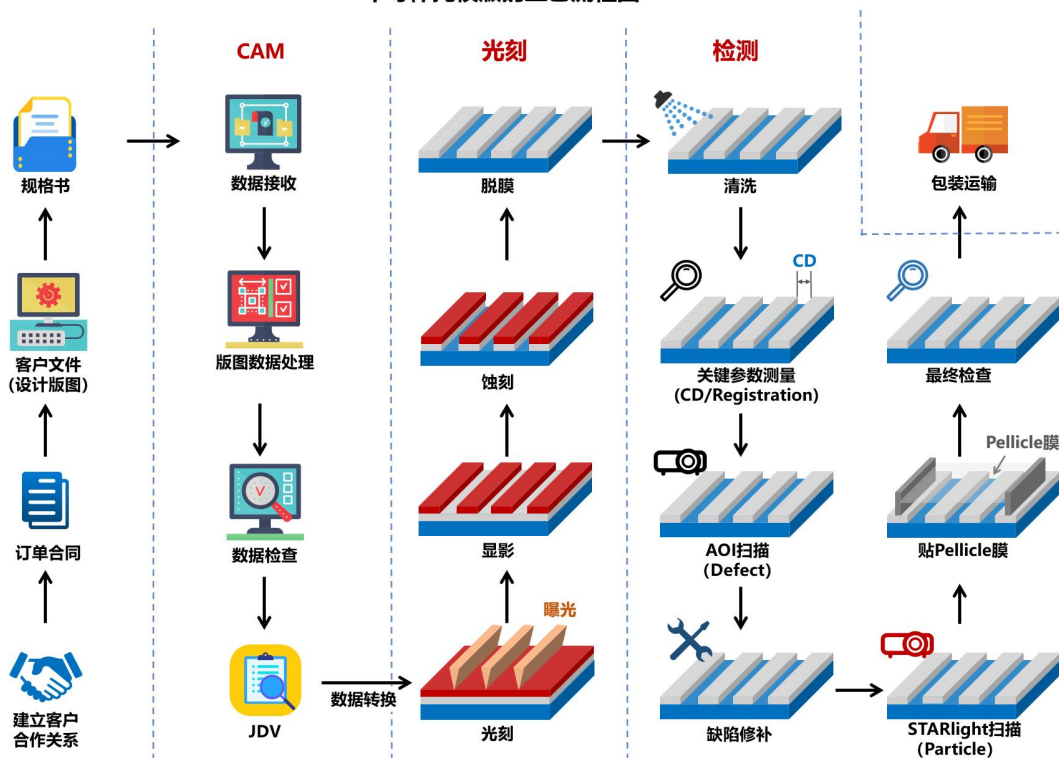 CAM
光刻
检测
规格书
客户文件
(设计版图)
订单合同
建立客户
合作关系
数据接收
版图数据处理
数据检查
JDV
数据转换
脱膜
蚀刻
显影
曝光
光刻
清洗
CD
关键参数测量
(CD/Registration)
AOI扫描
(Defect)
缺陷修补
包装运输
最终检查
Pellicle膜
贴Pellicle膜
STARlight扫描
(Particle)